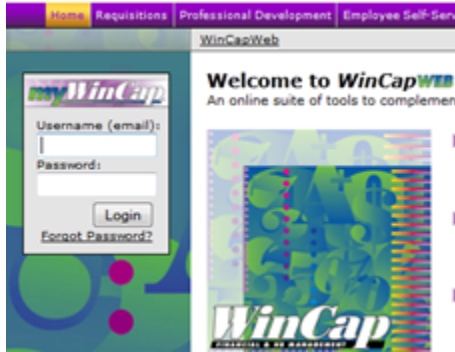 Home Requisitions Professional Development Employee Self-Serv
WinCapWeb
myWinCap
Username (email):
Password:
Login
Forgot Password?
Welcome to WinCapWEB
An online suite of tools to complemen
WinCap
FINANCIAL & HR MANAGEMENT